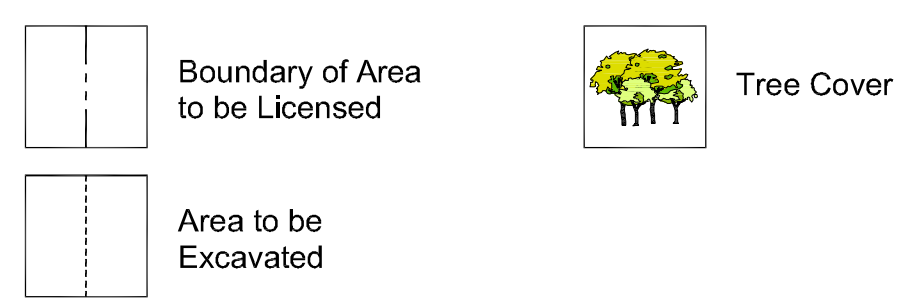 Boundary of Area
to be Licensed
Tree Cover
Area to be
Excavated